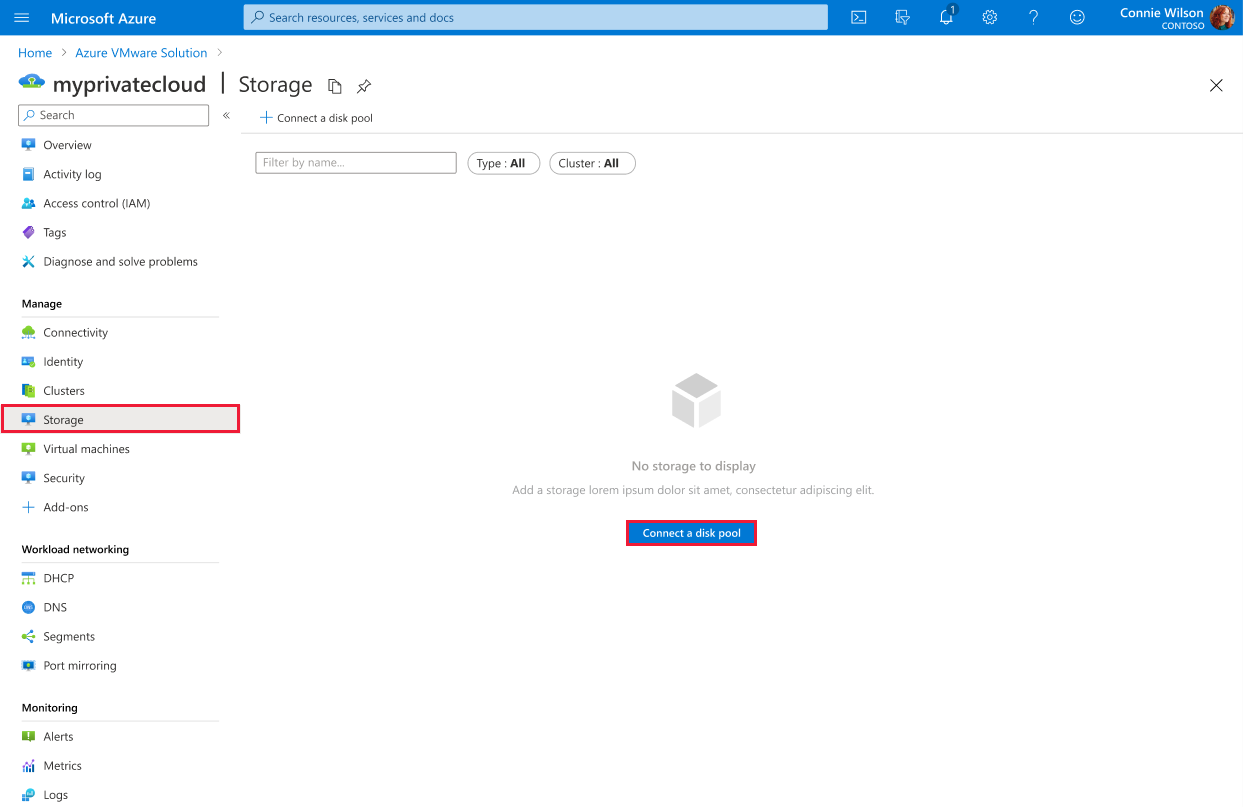 Microsoft Azure
Search resources, services and docs
1
Connie Wilson
CONTOSO
Home > Azure VMware Solution >
myprivatecloud | Storage
Search
«
Overview
Activity log
Access control (IAM)
Tags
Diagnose and solve problems
Manage
Connectivity
Identity
Clusters
Storage
Virtual machines
Security
Add-ons
Workload networking
DHCP
DNS
Segments
Port mirroring
Monitoring
Alerts
Metrics
Logs
Connect a disk pool
Filter by name...
Type : All
Cluster : All
No storage to display
Add a storage lorem ipsum dolor sit amet, consectetur adipiscing elit.
Connect a disk pool